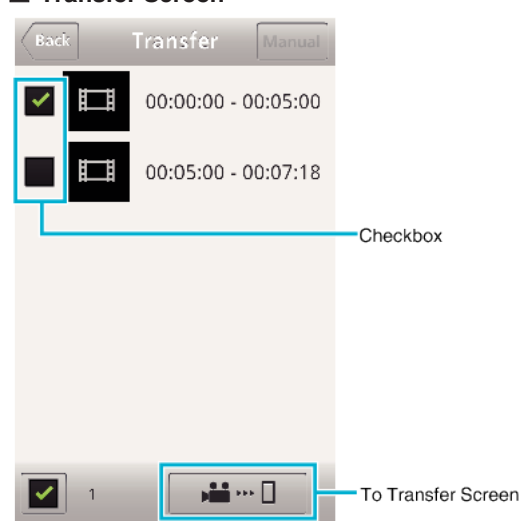 ■ Transfer Screen
Back Transfer Manual
00:00:00 - 00:05:00
00:05:00 - 00:07:18
Checkbox
1
To Transfer Screen